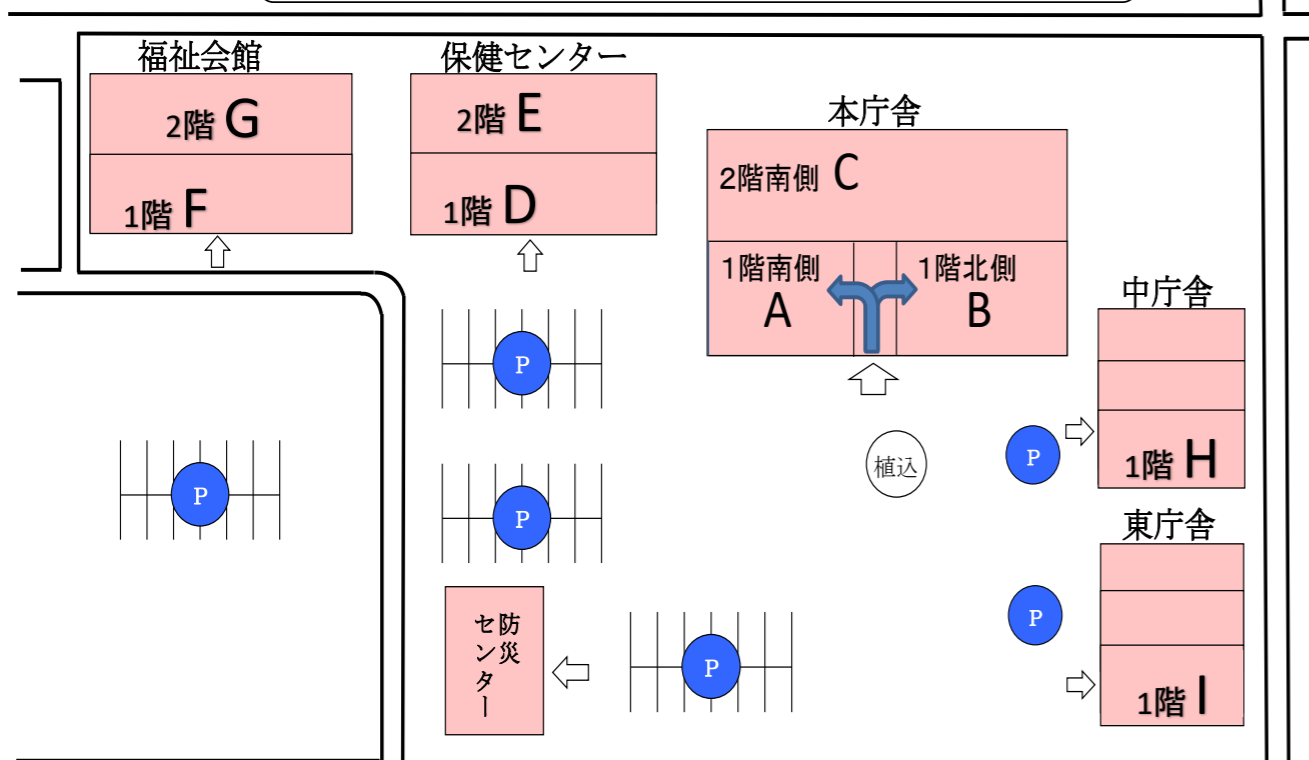 福祉会館
2階 G
1階 F
保健センター
2階 E
1階 D
本庁舎
2階南側 C
1階南側
A
1階北側
B
中庁舎
1階 H
東庁舎
1階 I
植込
P
P
P
P
P
P
防災
センター